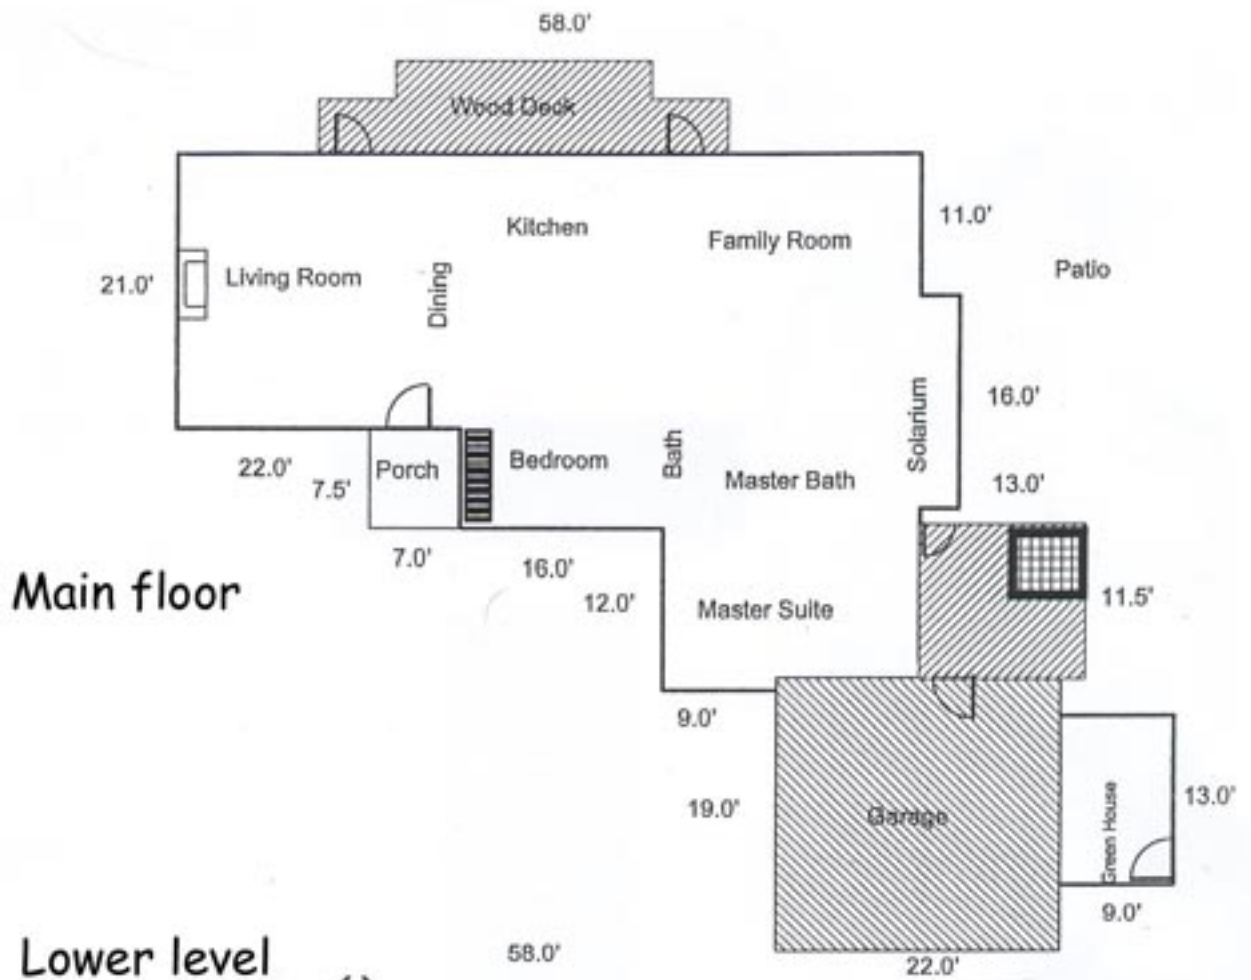 58.0'
Wood Deck
11.0'
Kitchen
Family Room
Patio
21.0'
Living Room
Dining
16.0'
Solarium
22.0'
7.5'
Porch
Bedroom
Bath
Master Bath
13.0'
7.0'
16.0'
12.0'
Main floor
Master Suite
11.5'
9.0'
19.0'
Garage
Green House
13.0'
9.0'
Lower level
58.0'
22.0'